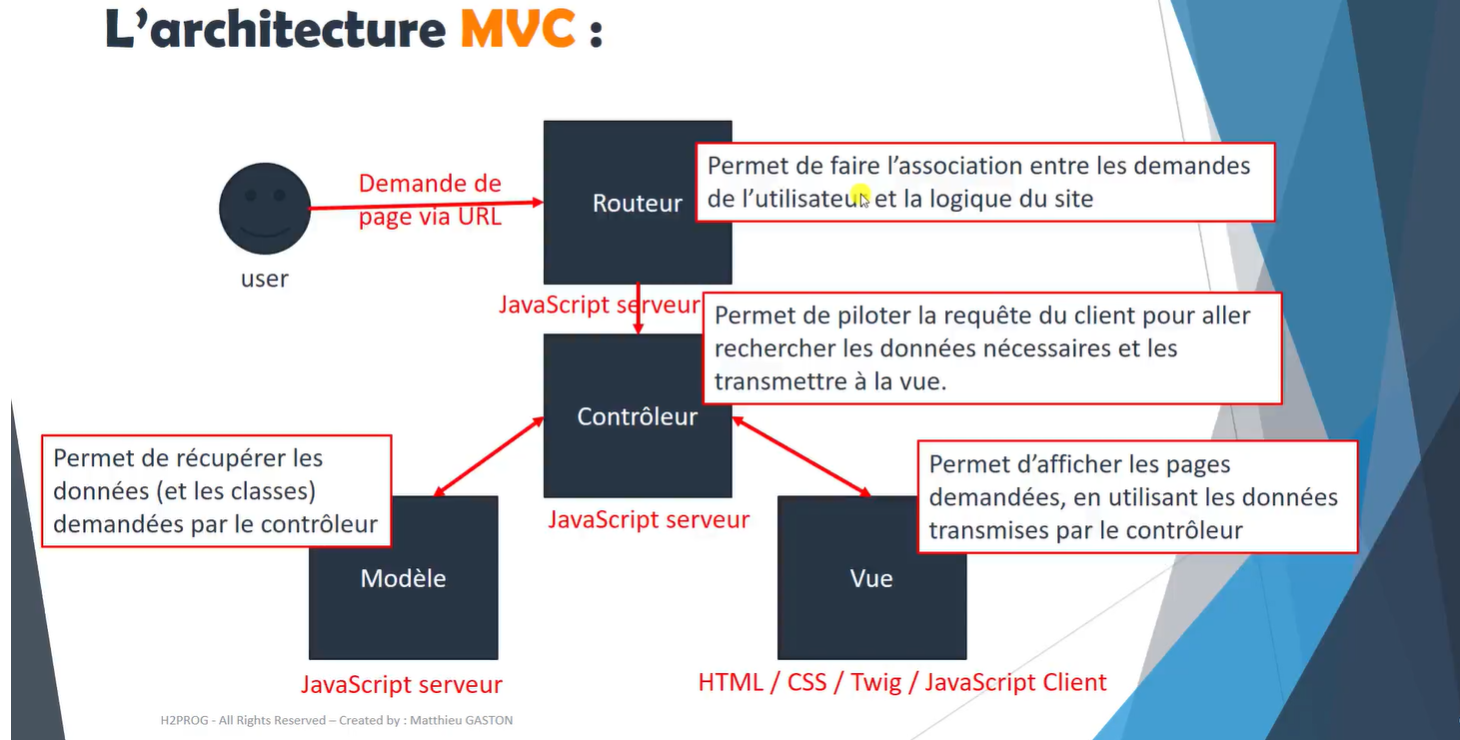 L'architecture MVC :
Demande de
page via URL
user
Routeur
Permet de faire l'association entre les demandes
de l'utilisateur et la logique du site
JavaScript serveur
Contrôleur
Permet de piloter la requête du client pour aller
rechercher les données nécessaires et les
transmettre à la vue.
JavaScript serveur
Permet de récupérer les
données (et les classes)
demandées par le contrôleur
Modèle
JavaScript serveur
Permet d'afficher les pages
demandées, en utilisant les données
transmises par le contrôleur
Vue
HTML / CSS / Twig / JavaScript Client
H2PROG - All Rights Reserved – Created by : Matthieu GASTON